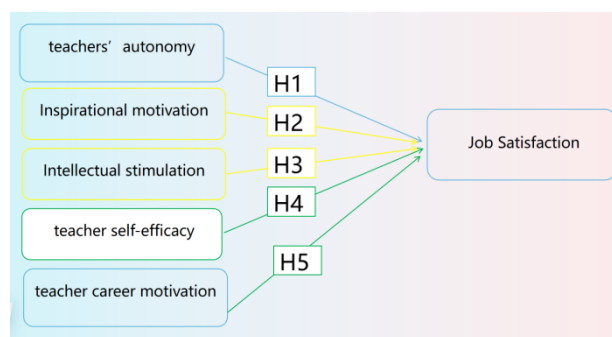 teachers’ autonomy
H1
Inspirational motivation
H2
Job Satisfaction
Intellectual stimulation
H3
teacher self-efficacy
H4
teacher career motivation
H5